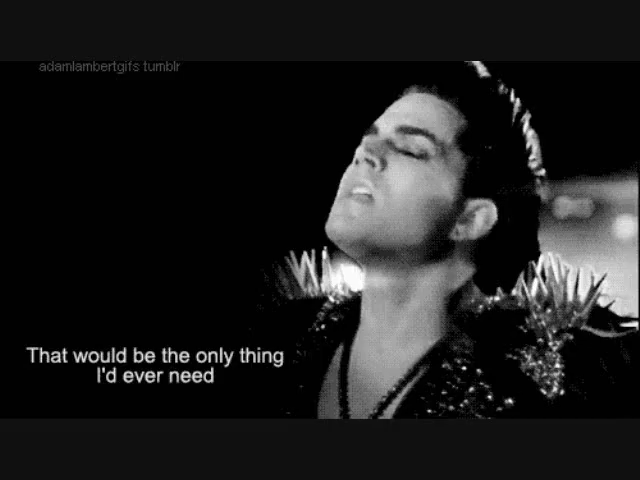 adamlambertgifs tumblr
That would be the only thing
I'd ever need